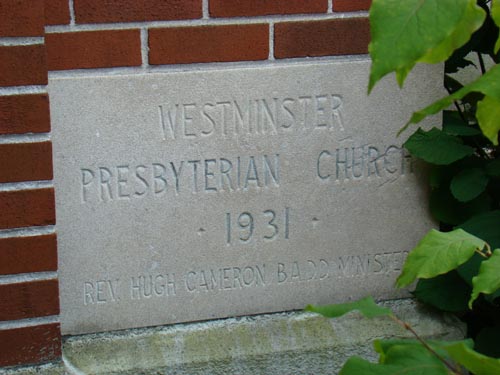 WESTMINSTER
PRESBYTERIAN CHURCH
· 1931 ·
REV. HUGH CAMERON B.A.D.D. MINISTER